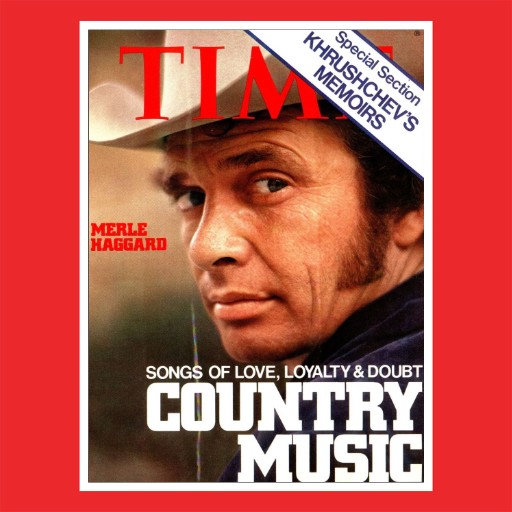 TIME
Special Section
KHRUSHCHEV'S
MEMOIRS
MERLE
HAGGARD
SONGS OF LOVE, LOYALTY & DOUBT
COUNTRY
MUSIC